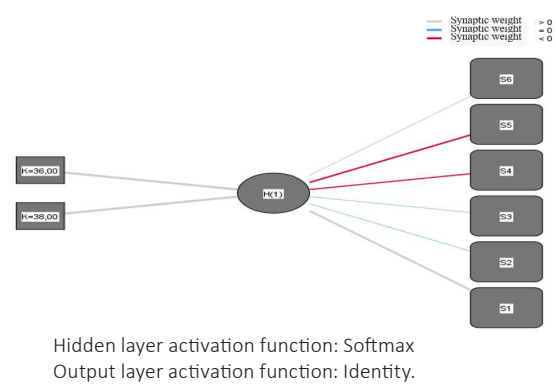 Synaptic weight > 0
Synaptic weight = 0
Synaptic weight < 0
S6
S5
K=36,00
S4
H(1)
K=38,00
S3
S2
S1
Hidden layer activation function: Softmax
Output layer activation function: Identity.